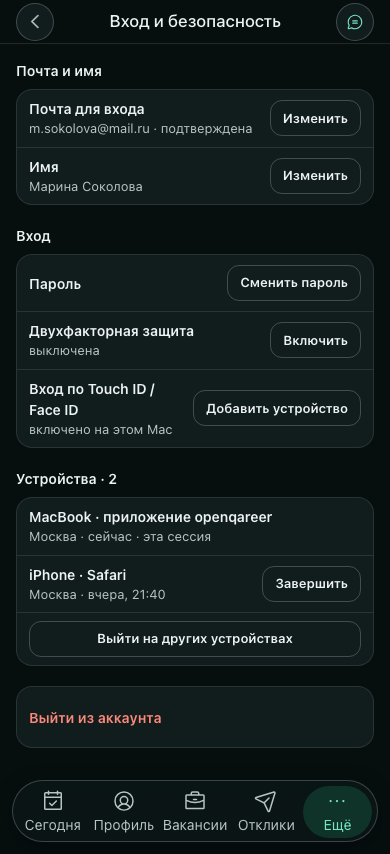 Вход и безопасность
Почта и имя
Почта для входа
m.sokolova@mail.ru · подтверждена
Изменить
Имя
Марина Соколова
Изменить
Вход
Пароль
Сменить пароль
Двухфакторная защита
выключена
Включить
Вход по Touch ID /
Face ID
включено на этом Mac
Добавить устройство
Устройства · 2
MacBook · приложение openqareer
Москва · сейчас · эта сессия
iPhone · Safari
Москва · вчера, 21:40
Завершить
Выйти на других устройствах
Выйти из аккаунта
Сегодня
Профиль
Вакансии
Отклики
Ещё